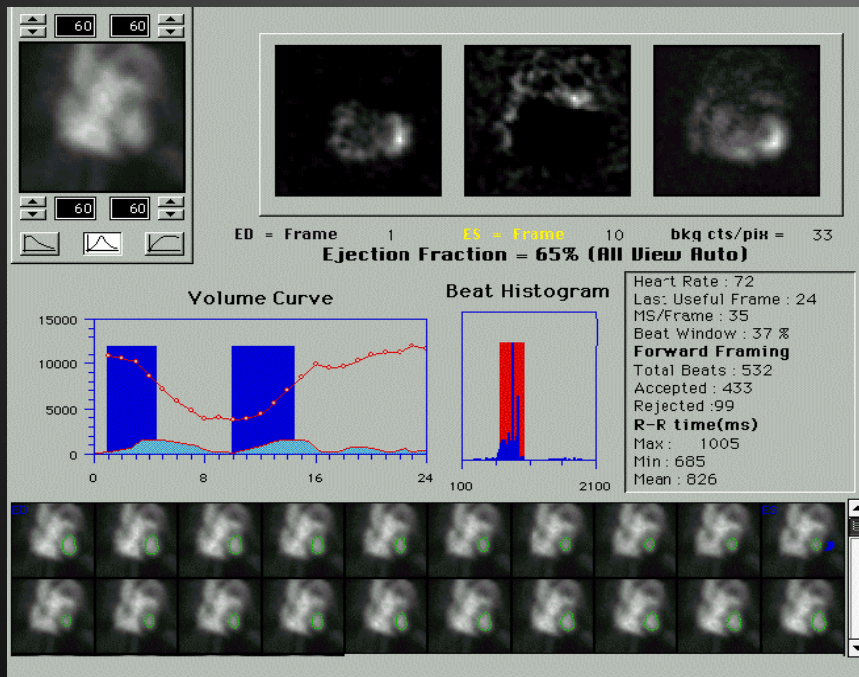 60 60
60 60
ED = Frame 1 ES = Frame 10 bkg cts/pix = 33
Ejection Fraction = 65% (All View Auto)
Volume Curve
15000
10000
5000
0
0 8 16 24
Beat Histogram
100 2100
Heart Rate : 72
Last Useful Frame : 24
MS/Frame : 35
Beat Window : 37 %
Forward Framing
Total Beats : 532
Accepted : 433
Rejected :99
R-R time(ms)
Max : 1005
Min : 685
Mean : 826
ED ES